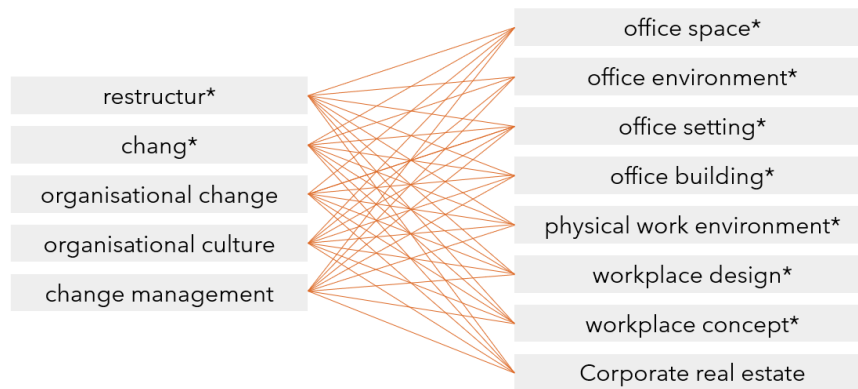 restructur*
chang*
organisational change
organisational culture
change management
office space*
office environment*
office setting*
office building*
physical work environment*
workplace design*
workplace concept*
Corporate real estate